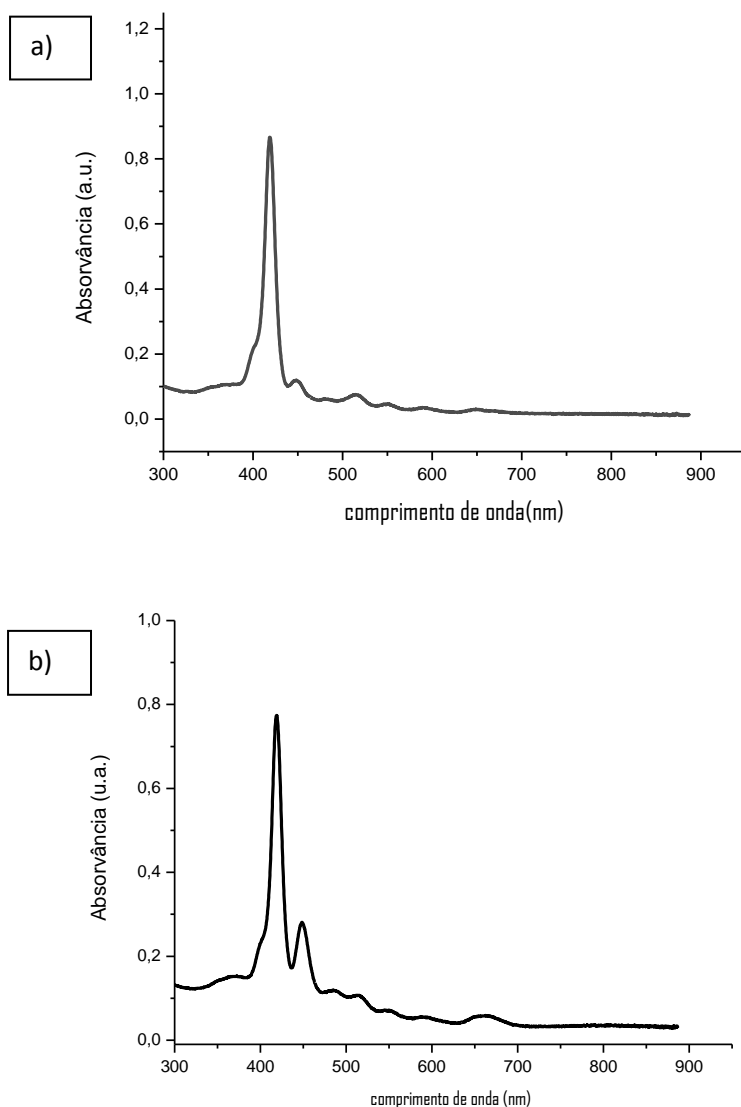 a)
1,2
1,0
0,8
0,6
0,4
0,2
0,0
Absorvância (a.u.)
300 400 500 600 700 800 900
comprimento de onda(nm)
b)
1,0
0,8
0,6
0,4
0,2
0,0
Absorvância (u.a.)
300 400 500 600 700 800 900
comprimento de onda (nm)